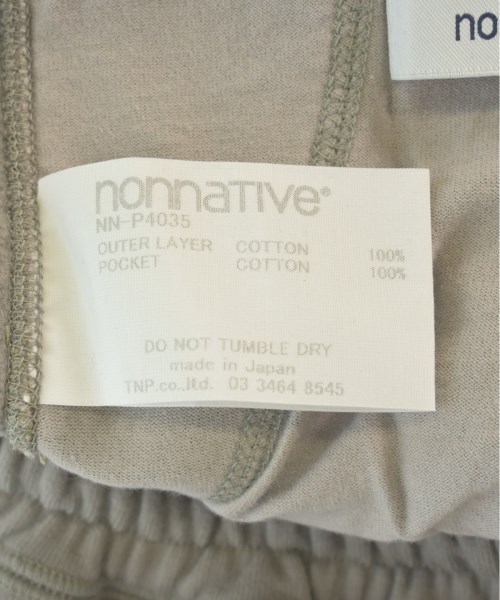 no
nonnative®
NN-P4035
OUTER LAYER COTTON 100%
POCKET COTTON 100%
DO NOT TUMBLE DRY
made in Japan
TNP.co.,ltd. 03 3464 8545